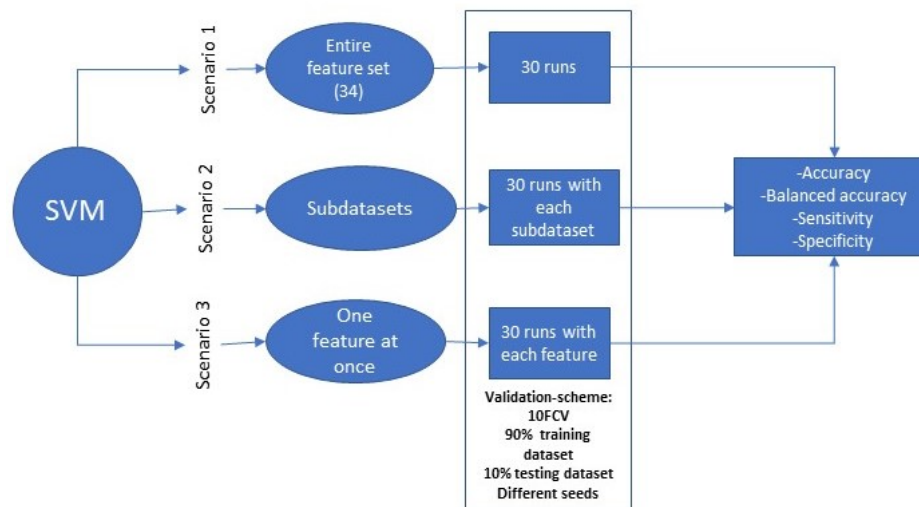 SVM
Scenario 1
Entire
feature set
(34)
30 runs
Scenario 2
Subdatasets
30 runs with
each
subdataset
Scenario 3
One
feature at
once
30 runs with
each feature
Validation-scheme:
10FCV
90% training
dataset
10% testing dataset
Different seeds
-Accuracy
-Balanced accuracy
-Sensitivity
-Specificity